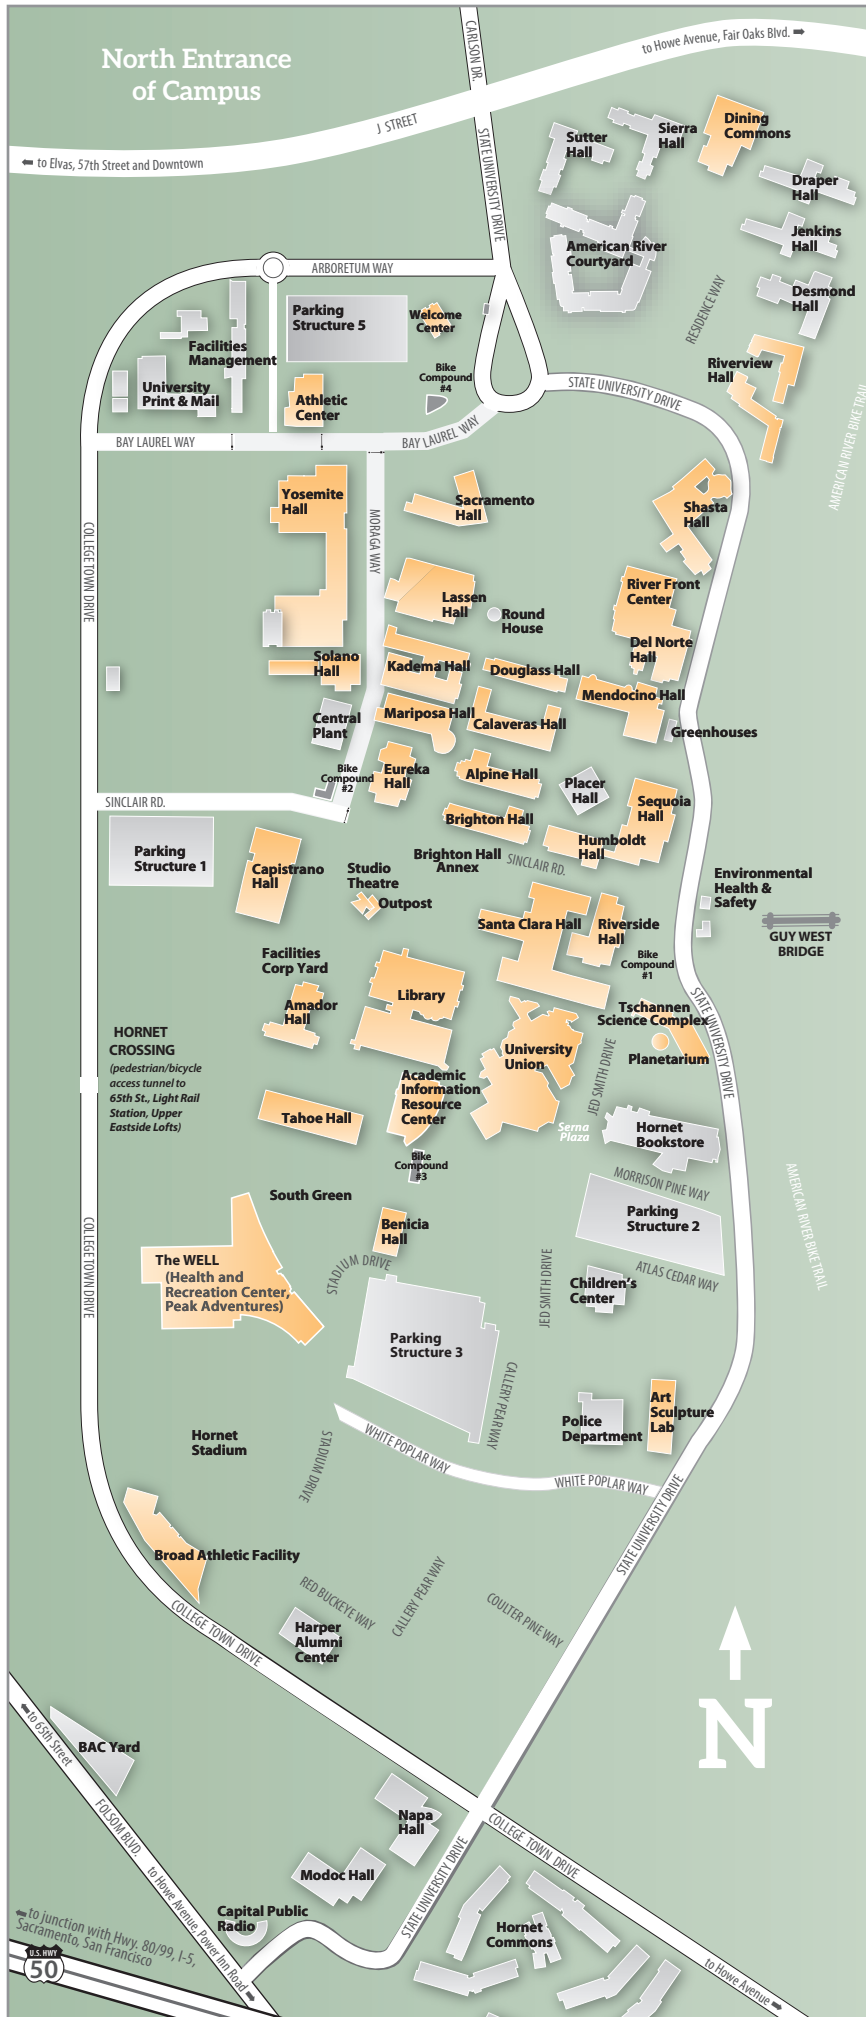 North Entrance
of Campus
CARLSON DR.
to Howe Avenue, Fair Oaks Blvd.
J STREET
to Elvas, 57th Street and Downtown
STATE UNIVERSITY DRIVE
Sutter
Hall
Sierra
Hall
Dining
Commons
Draper
Hall
Jenkins
Hall
American River
Courtyard
Desmond
Hall
RESIDENCE WAY
ARBORETUM WAY
Parking
Structure 5
Welcome
Center
Facilities
Management
University
Print & Mail
Bike
Compound
#4
Athletic
Center
Riverview
Hall
STATE UNIVERSITY DRIVE
AMERICAN RIVER BIKE TRAIL
BAY LAUREL WAY
BAY LAUREL WAY
Yosemite
Hall
MORAGA WAY
COLLEGE TOWN DRIVE
Sacramento
Hall
Shasta
Hall
Lassen
Hall
Round
House
River Front
Center
Del Norte
Hall
Solano
Hall
Kadema Hall
Douglass Hall
Mendocino Hall
Central
Plant
Mariposa Hall
Calaveras Hall
Greenhouses
Bike
Compound
#2
Eureka
Hall
Alpine Hall
Placer
Hall
Sequoia
Hall
SINCLAIR RD.
Brighton Hall
Humboldt
Hall
Parking
Structure 1
Capistrano
Hall
Studio
Theatre
Outpost
Brighton Hall
Annex
SINCLAIR RD.
Environmental
Health &
Safety
GUY WEST
BRIDGE
Santa Clara Hall
Riverside
Hall
Bike
Compound
#1
Facilities
Corp Yard
Amador
Hall
Library
Tschannen
Science Complex
STATE UNIVERSITY DRIVE
HORNET
CROSSING
(pedestrian/bicycle
access tunnel to
65th St., Light Rail
Station, Upper
Eastside Lofts)
University
Union
JED SMITH DRIVE
Planetarium
Academic
Information
Resource
Center
Tahoe Hall
Serna
Plaza
Hornet
Bookstore
Bike
Compound
#3
MORRISON PINE WAY
AMERICAN RIVER BIKE TRAIL
South Green
Benicia
Hall
Parking
Structure 2
COLLEGE TOWN DRIVE
The WELL
(Health and
Recreation Center,
Peak Adventures)
STADIUM DRIVE
JED SMITH DRIVE
ATLAS CEDAR WAY
Children's
Center
Parking
Structure 3
CALLERY PEAR WAY
Art
Sculpture
Lab
Police
Department
Hornet
Stadium
STADIUM DRIVE
WHITE POPLAR WAY
WHITE POPLAR WAY
STATE UNIVERSITY DRIVE
Broad Athletic Facility
RED BUCKEYE WAY
CALLERY PEAR WAY
COULTER PINE WAY
COLLEGE TOWN DRIVE
Harper
Alumni
Center
N
to 65th Street
BAC Yard
FOLSOM BLVD.
to Howe Avenue, Power Inn Road
Napa
Hall
COLLEGE TOWN DRIVE
Modoc Hall
STATE UNIVERSITY DRIVE
Capital Public
Radio
to junction with Hwy. 80/99, I-5,
Sacramento, San Francisco
U.S. HWY
50
Hornet
Commons
to Howe Avenue